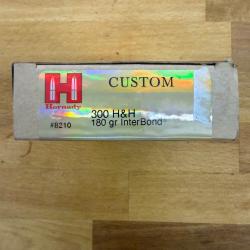 CUSTOM
H
Hornady
300 H&H
#8210
180 gr InterBond